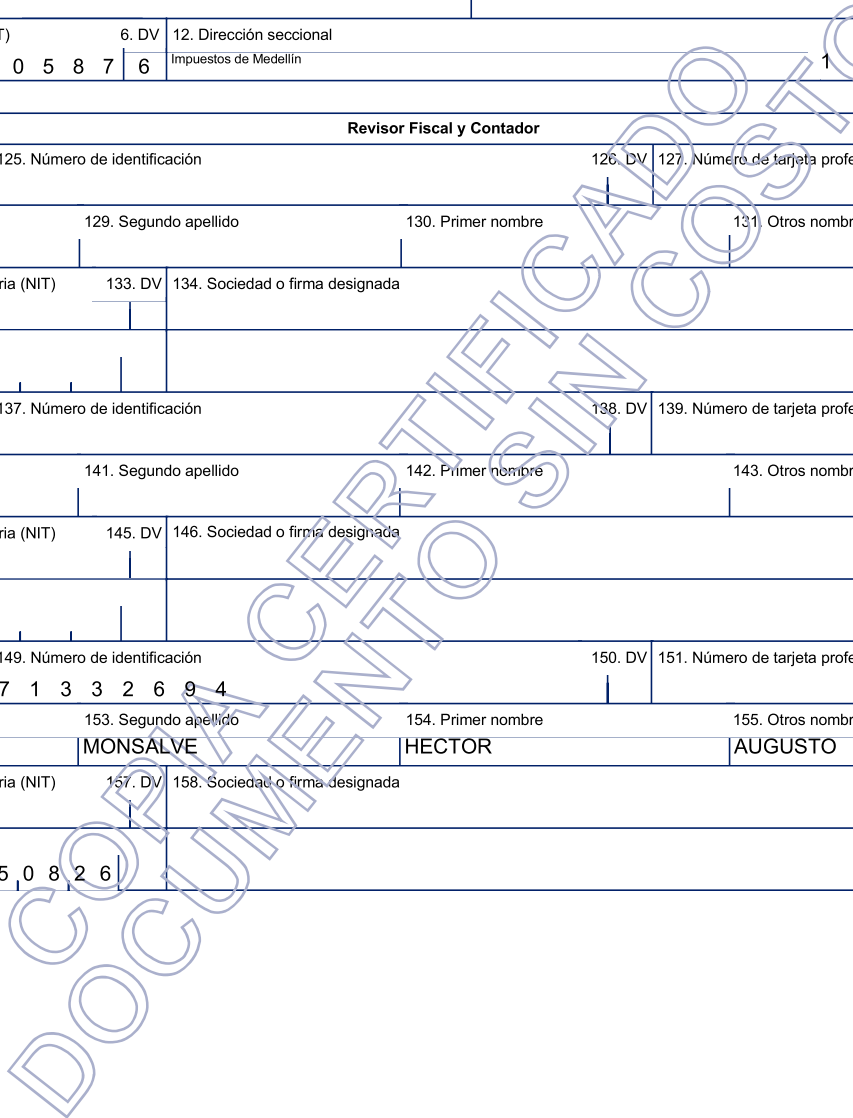 T) 6. DV 12. Dirección seccional
0 5 8 7 6 Impuestos de Medellín 1
Revisor Fiscal y Contador
125. Número de identificación 126. DV 127. Número de tarjeta profe
129. Segundo apellido 130. Primer nombre 131. Otros nombr
ria (NIT) 133. DV 134. Sociedad o firma designada
137. Número de identificación 138. DV 139. Número de tarjeta profe
141. Segundo apellido 142. Primer nombre 143. Otros nombr
ria (NIT) 145. DV 146. Sociedad o firma designada
149. Número de identificación 150. DV 151. Número de tarjeta profe
7 1 3 3 2 6 9 4
153. Segundo apellido 154. Primer nombre 155. Otros nombr
MONSALVE HECTOR AUGUSTO
ria (NIT) 157. DV 158. Sociedad o firma designada
5 0 8 2 6
COPIA CERTIFICADO
DOCUMENTO SIN COSTO